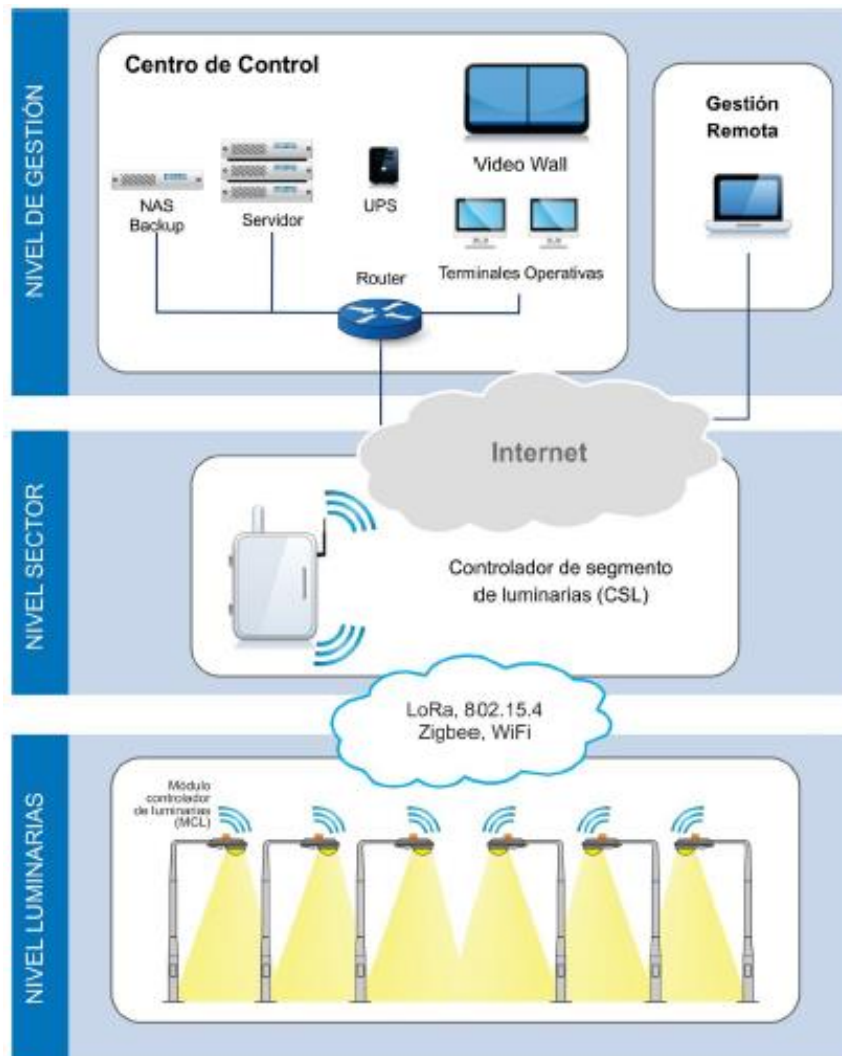 NIVEL DE GESTIÓN
Centro de Control
NAS
Backup
Servidor
UPS
Video Wall
Terminales Operativas
Router
Gestión
Remota
Internet
NIVEL SECTOR
Controlador de segmento
de luminarias (CSL)
LoRa, 802.15.4
Zigbee, WiFi
NIVEL LUMINARIAS
Módulo
controlador
de luminarias
(MCL)